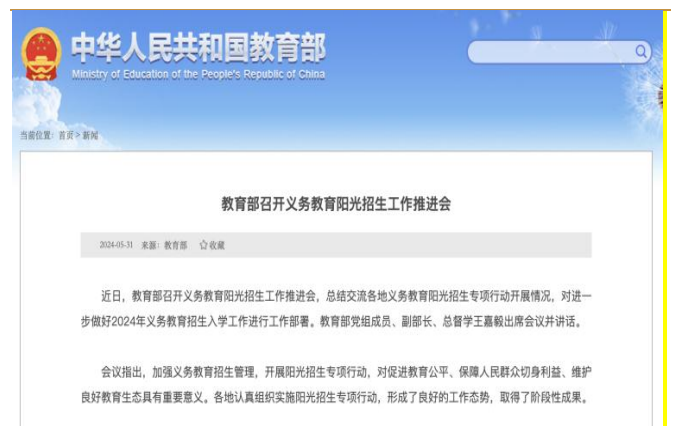 中华人民共和国教育部
Ministry of Education of the People's Republic of China
当前位置：首页>新闻
教育部召开义务教育阳光招生工作推进会
2024-05-31 来源：教育部 收藏
近日，教育部召开义务教育阳光招生工作推进会，总结交流各地义务教育阳光招生专项行动开展情况，对进一
步做好2024年义务教育招生入学工作进行工作部署。教育部党组成员、副部长、总督学王嘉毅出席会议并讲话。
会议指出，加强义务教育招生管理，开展阳光招生专项行动，对促进教育公平、保障人民群众切身利益、维护
良好教育生态具有重要意义。各地认真组织实施阳光招生专项行动，形成了良好的工作态势，取得了阶段性成果。